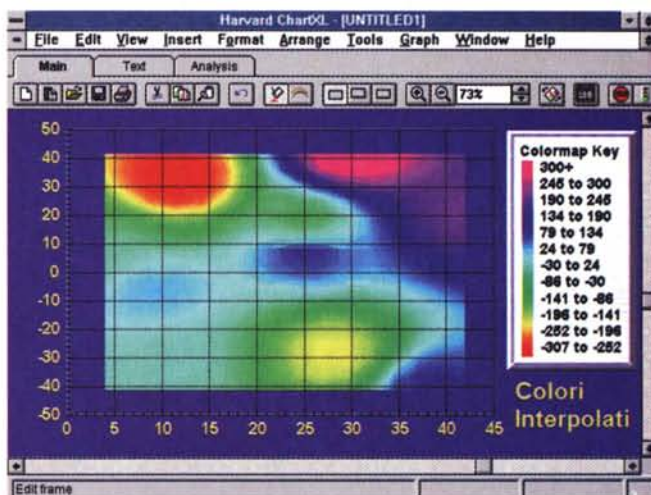 Harvard ChartXL - [UNTITLED1]
File Edit View Insert Format Arrange Tools Graph Window Help
Main Text Analysis
73%
50
40
30
20
10
0
-10
-20
-30
-40
-50
0 5 10 15 20 25 30 35 40 45
Colormap Key
300+
245 to 300
190 to 245
134 to 190
79 to 134
24 to 79
-30 to 24
-86 to -30
-141 to -86
-196 to -141
-252 to -196
-307 to -252
Colori
Interpolati
Edit frame